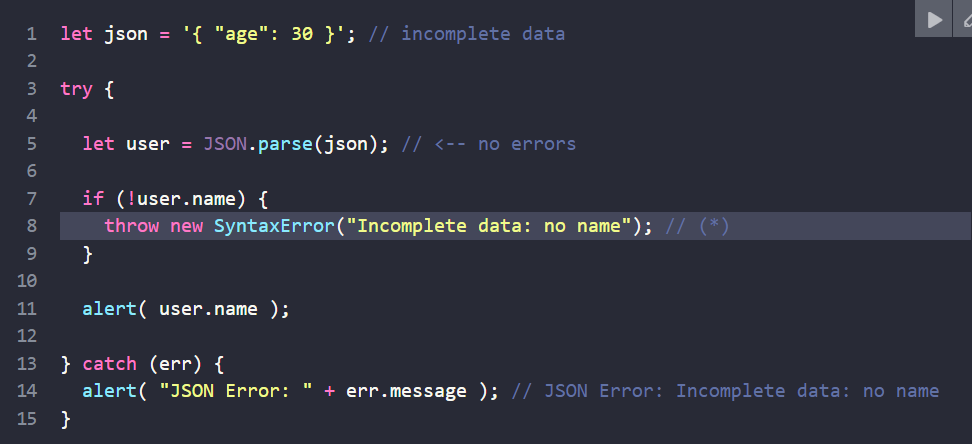 1 let json = '{ "age": 30 }'; // incomplete data
2
3 try {
4
5   let user = JSON.parse(json); // <-- no errors
6
7   if (!user.name) {
8     throw new SyntaxError("Incomplete data: no name"); // (*)
9   }
10
11   alert( user.name );
12
13 } catch (err) {
14   alert( "JSON Error: " + err.message ); // JSON Error: Incomplete data: no name
15 }